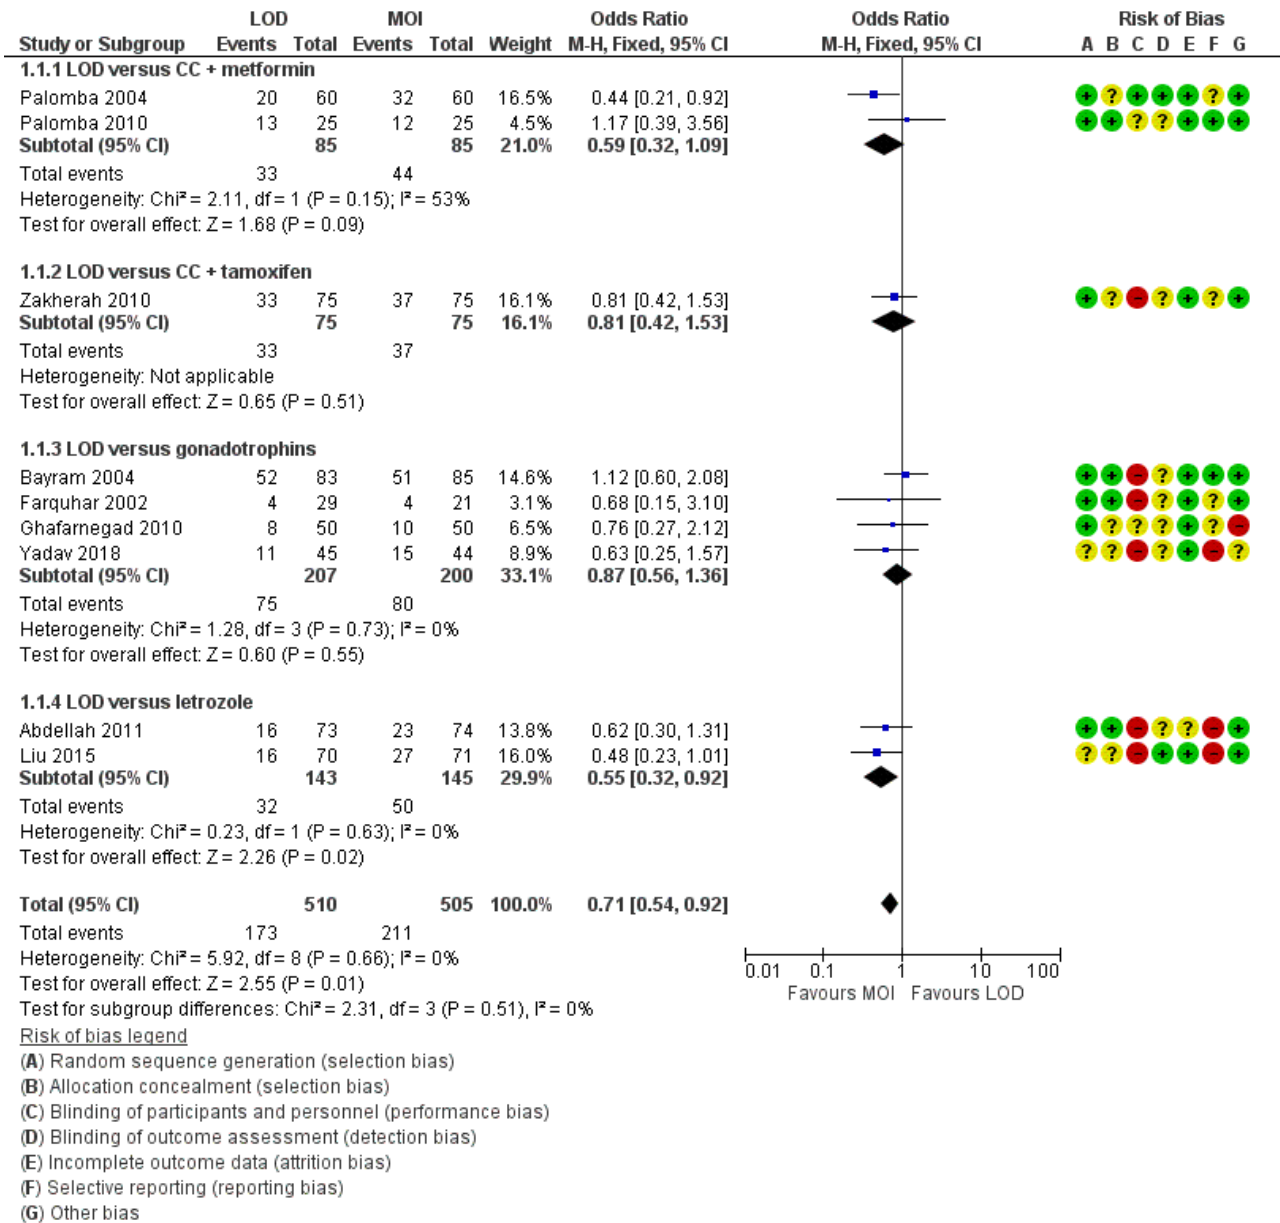 LOD MOI Odds Ratio Odds Ratio Risk of Bias
Study or Subgroup Events Total Events Total Weight M-H, Fixed, 95% CI M-H, Fixed, 95% CI A B C D E F G
1.1.1 LOD versus CC + metformin
Palomba 2004 20 60 32 60 16.5% 0.44 [0.21, 0.92] + ? + + + ? +
Palomba 2010 13 25 12 25 4.5% 1.17 [0.39, 3.56] + + ? ? + + +
Subtotal (95% CI) 85 85 21.0% 0.59 [0.32, 1.09]
Total events 33 44
Heterogeneity: Chi² = 2.11, df = 1 (P = 0.15); I² = 53%
Test for overall effect: Z = 1.68 (P = 0.09)
1.1.2 LOD versus CC + tamoxifen
Zakherah 2010 33 75 37 75 16.1% 0.81 [0.42, 1.53] + ? - ? + ? +
Subtotal (95% CI) 75 75 16.1% 0.81 [0.42, 1.53]
Total events 33 37
Heterogeneity: Not applicable
Test for overall effect: Z = 0.65 (P = 0.51)
1.1.3 LOD versus gonadotrophins
Bayram 2004 52 83 51 85 14.6% 1.12 [0.60, 2.08] + + - ? + + +
Farquhar 2002 4 29 4 21 3.1% 0.68 [0.15, 3.10] + + - ? + ? +
Ghafarnegad 2010 8 50 10 50 6.5% 0.76 [0.27, 2.12] + ? ? ? + ? -
Yadav 2018 11 45 15 44 8.9% 0.63 [0.25, 1.57] ? ? - ? + - ?
Subtotal (95% CI) 207 200 33.1% 0.87 [0.56, 1.36]
Total events 75 80
Heterogeneity: Chi² = 1.28, df = 3 (P = 0.73); I² = 0%
Test for overall effect: Z = 0.60 (P = 0.55)
1.1.4 LOD versus letrozole
Abdellah 2011 16 73 23 74 13.8% 0.62 [0.30, 1.31] + + - ? ? - +
Liu 2015 16 70 27 71 16.0% 0.48 [0.23, 1.01] ? ? - + + - +
Subtotal (95% CI) 143 145 29.9% 0.55 [0.32, 0.92]
Total events 32 50
Heterogeneity: Chi² = 0.23, df = 1 (P = 0.63); I² = 0%
Test for overall effect: Z = 2.26 (P = 0.02)
Total (95% CI) 510 505 100.0% 0.71 [0.54, 0.92]
Total events 173 211
Heterogeneity: Chi² = 5.92, df = 8 (P = 0.66); I² = 0%
Test for overall effect: Z = 2.55 (P = 0.01)
Test for subgroup differences: Chi² = 2.31, df = 3 (P = 0.51), I² = 0%
0.01 0.1 1 10 100
Favours MOI Favours LOD
Risk of bias legend
(A) Random sequence generation (selection bias)
(B) Allocation concealment (selection bias)
(C) Blinding of participants and personnel (performance bias)
(D) Blinding of outcome assessment (detection bias)
(E) Incomplete outcome data (attrition bias)
(F) Selective reporting (reporting bias)
(G) Other bias